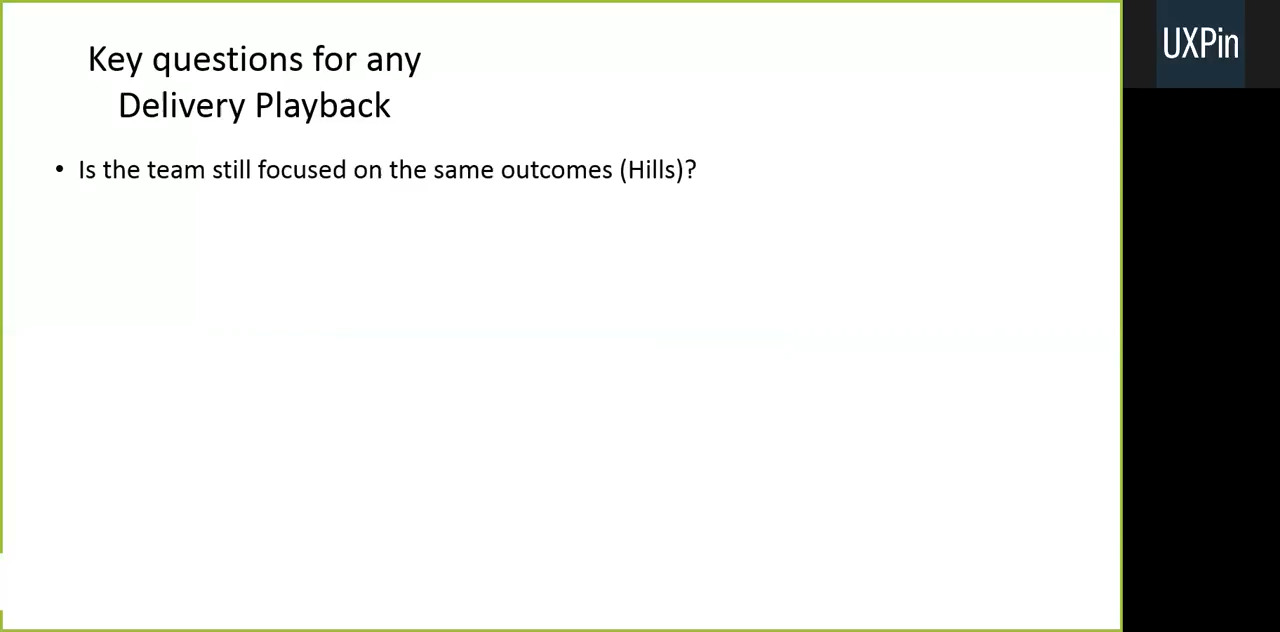 Key questions for any
Delivery Playback
• Is the team still focused on the same outcomes (Hills)?
UXPin